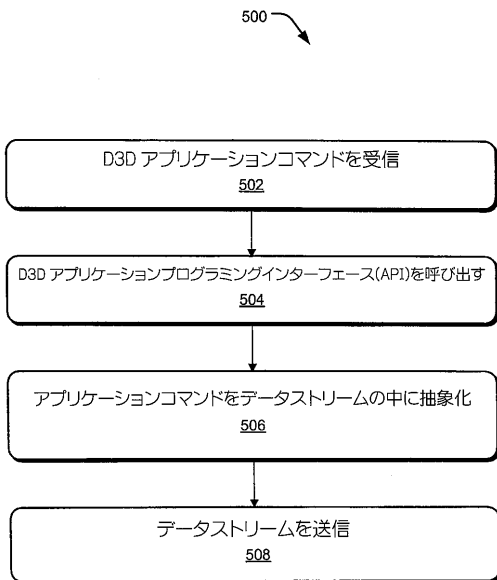 500
D3D アプリケーションコマンドを受信
502
D3D アプリケーションプログラミングインターフェース(API)を呼び出す
504
アプリケーションコマンドをデータストリームの中に抽象化
506
データストリームを送信
508